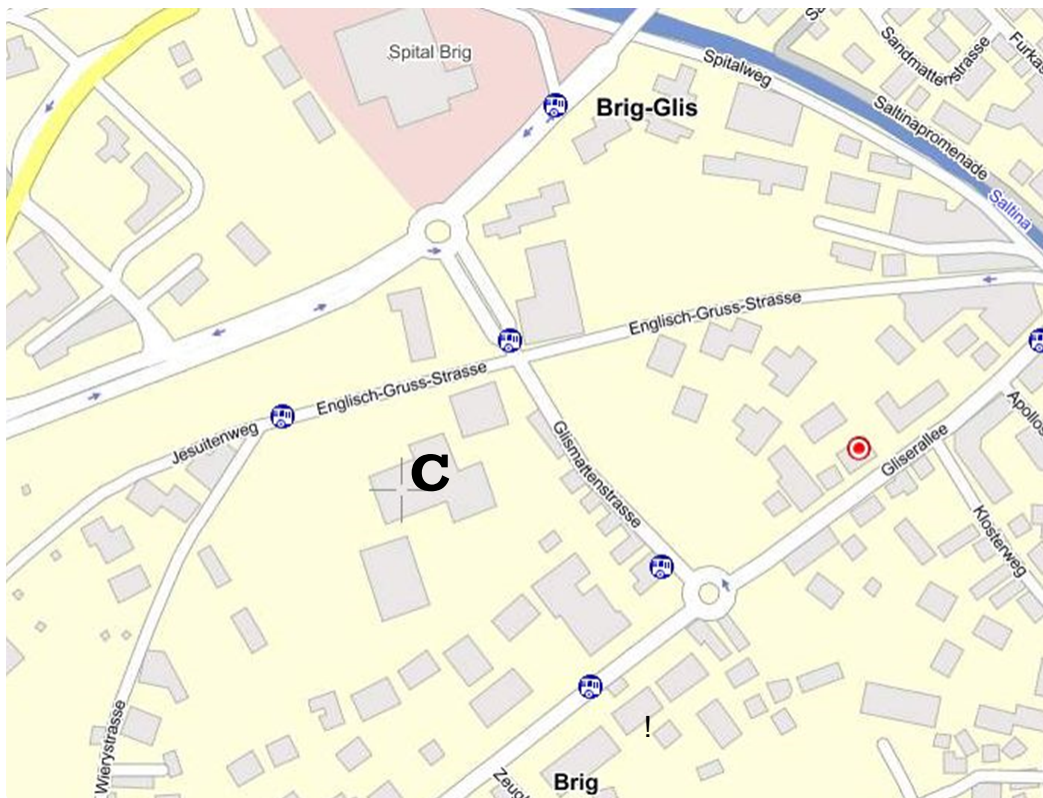 Spital Brig
Brig-Glis
Spitalweg
Sandmattenstrasse
Saltinapromenade
Saltina
Englisch-Gruss-Strasse
Englisch-Gruss-Strasse
Jesuitenweg
C
Glismattenstrasse
Gliserallee
Klosterweg
Wierystrasse
!
Brig